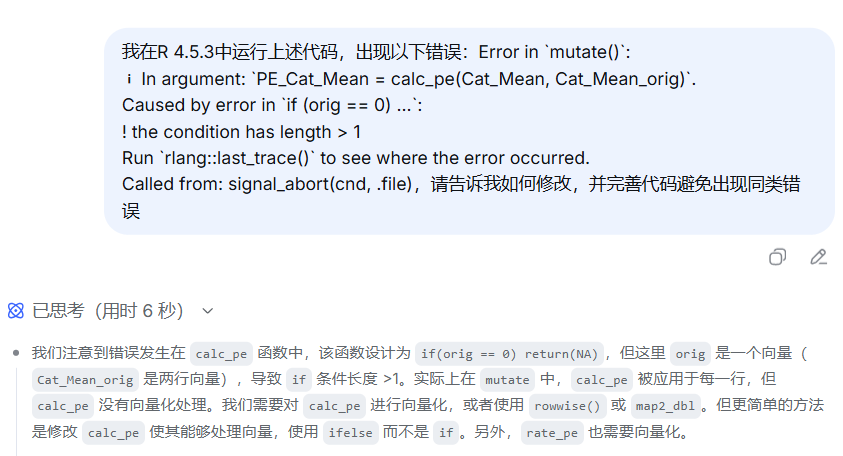 我在R 4.5.3中运行上述代码，出现以下错误：Error in `mutate()`:
ℹ In argument: `PE_Cat_Mean = calc_pe(Cat_Mean, Cat_Mean_orig)`.
Caused by error in `if (orig == 0) ...`:
! the condition has length > 1
Run `rlang::last_trace()` to see where the error occurred.
Called from: signal_abort(cnd, .file)，请告诉我如何修改，并完善代码避免出现同类错
误
已思考（用时 6 秒）
我们注意到错误发生在 calc_pe 函数中，该函数设计为 if(orig == 0) return(NA)，但这里 orig 是一个向量（
Cat_Mean_orig 是两行向量），导致 if 条件长度 >1。实际上在 mutate 中，calc_pe 被应用于每一行，但
calc_pe 没有向量化处理。我们需要对 calc_pe 进行向量化，或者使用 rowwise() 或 map2_dbl。但更简单的方法
是修改 calc_pe 使其能够处理向量，使用 ifelse 而不是 if。另外，rate_pe 也需要向量化。